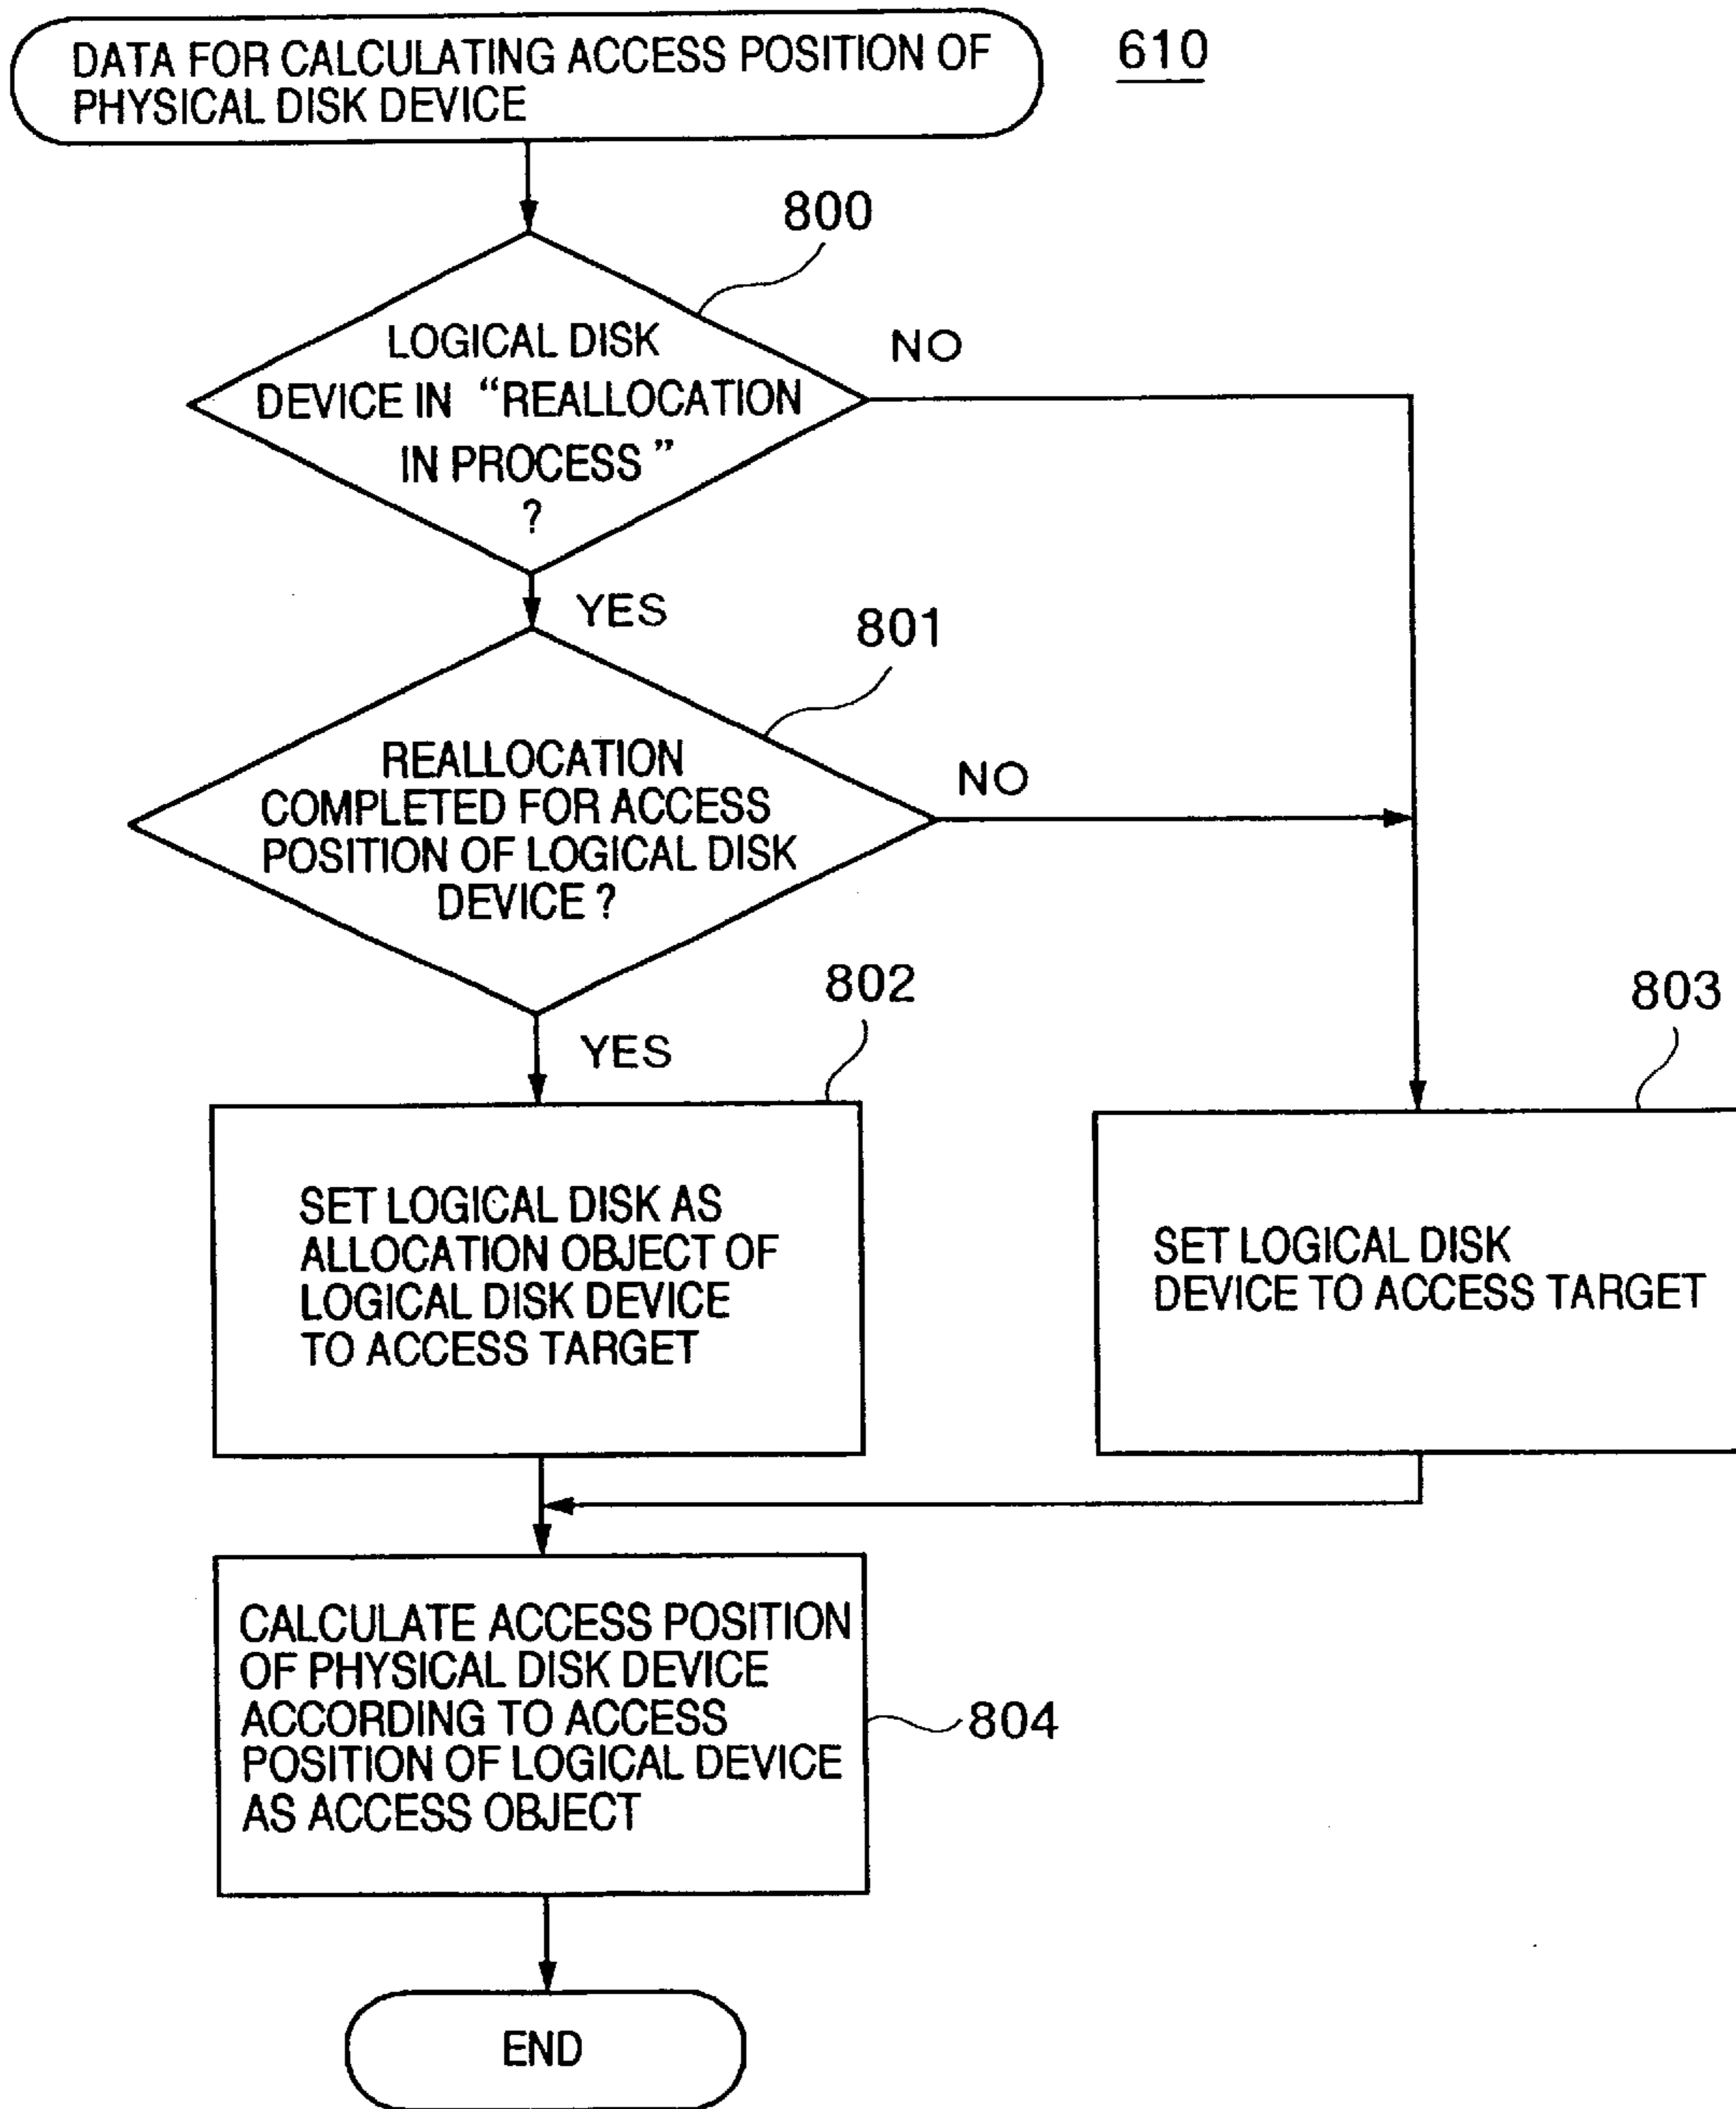 DATA FOR CALCULATING ACCESS POSITION OF
PHYSICAL DISK DEVICE
610
800
LOGICAL DISK
DEVICE IN "REALLOCATION
IN PROCESS"
?
NO
YES
801
REALLOCATION
COMPLETED FOR ACCESS
POSITION OF LOGICAL DISK
DEVICE ?
NO
YES
802
SET LOGICAL DISK AS
ALLOCATION OBJECT OF
LOGICAL DISK DEVICE
TO ACCESS TARGET
803
SET LOGICAL DISK
DEVICE TO ACCESS TARGET
CALCULATE ACCESS POSITION
OF PHYSICAL DISK DEVICE
ACCORDING TO ACCESS
POSITION OF LOGICAL DEVICE
AS ACCESS OBJECT
804
END